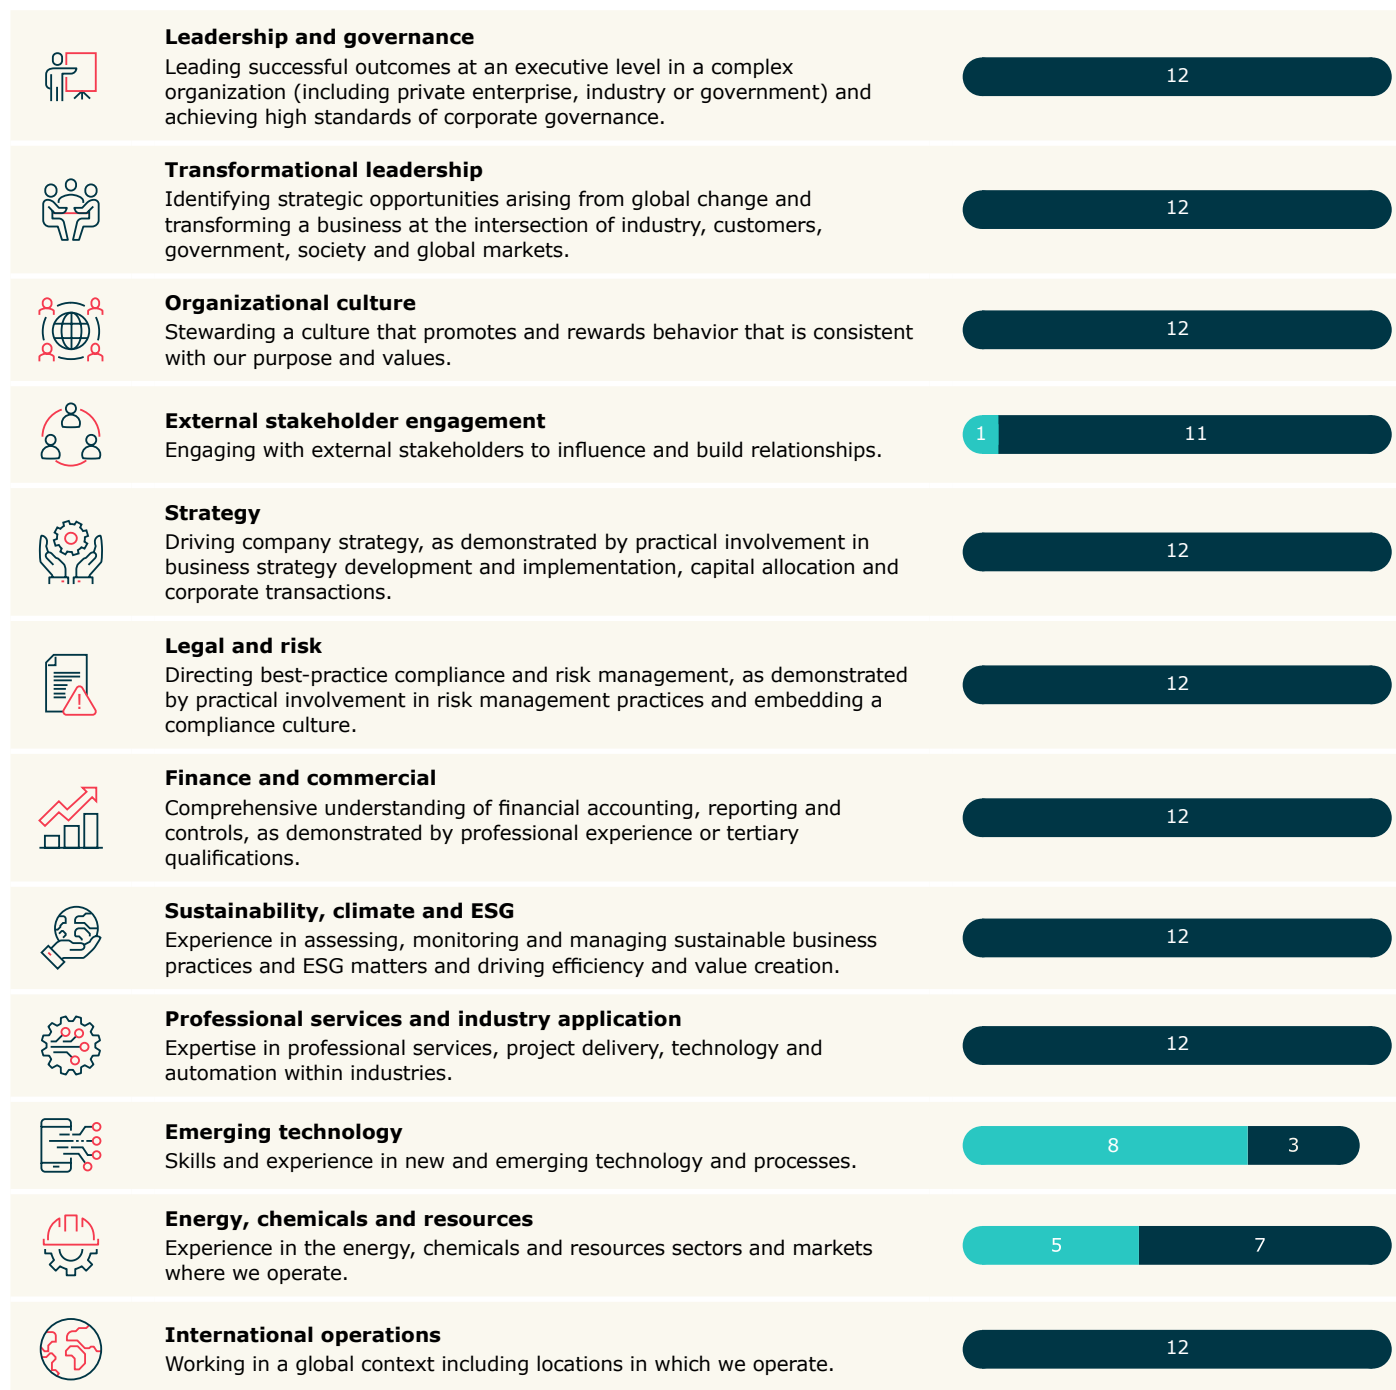 Leadership and governance
Leading successful outcomes at an executive level in a complex
organization (including private enterprise, industry or government) and
achieving high standards of corporate governance.
12
Transformational leadership
Identifying strategic opportunities arising from global change and
transforming a business at the intersection of industry, customers,
government, society and global markets.
12
Organizational culture
Stewarding a culture that promotes and rewards behavior that is consistent
with our purpose and values.
12
External stakeholder engagement
Engaging with external stakeholders to influence and build relationships.
1 11
Strategy
Driving company strategy, as demonstrated by practical involvement in
business strategy development and implementation, capital allocation and
corporate transactions.
12
Legal and risk
Directing best-practice compliance and risk management, as demonstrated
by practical involvement in risk management practices and embedding a
compliance culture.
12
Finance and commercial
Comprehensive understanding of financial accounting, reporting and
controls, as demonstrated by professional experience or tertiary
qualifications.
12
Sustainability, climate and ESG
Experience in assessing, monitoring and managing sustainable business
practices and ESG matters and driving efficiency and value creation.
12
Professional services and industry application
Expertise in professional services, project delivery, technology and
automation within industries.
12
Emerging technology
Skills and experience in new and emerging technology and processes.
8 3
Energy, chemicals and resources
Experience in the energy, chemicals and resources sectors and markets
where we operate.
5 7
International operations
Working in a global context including locations in which we operate.
12